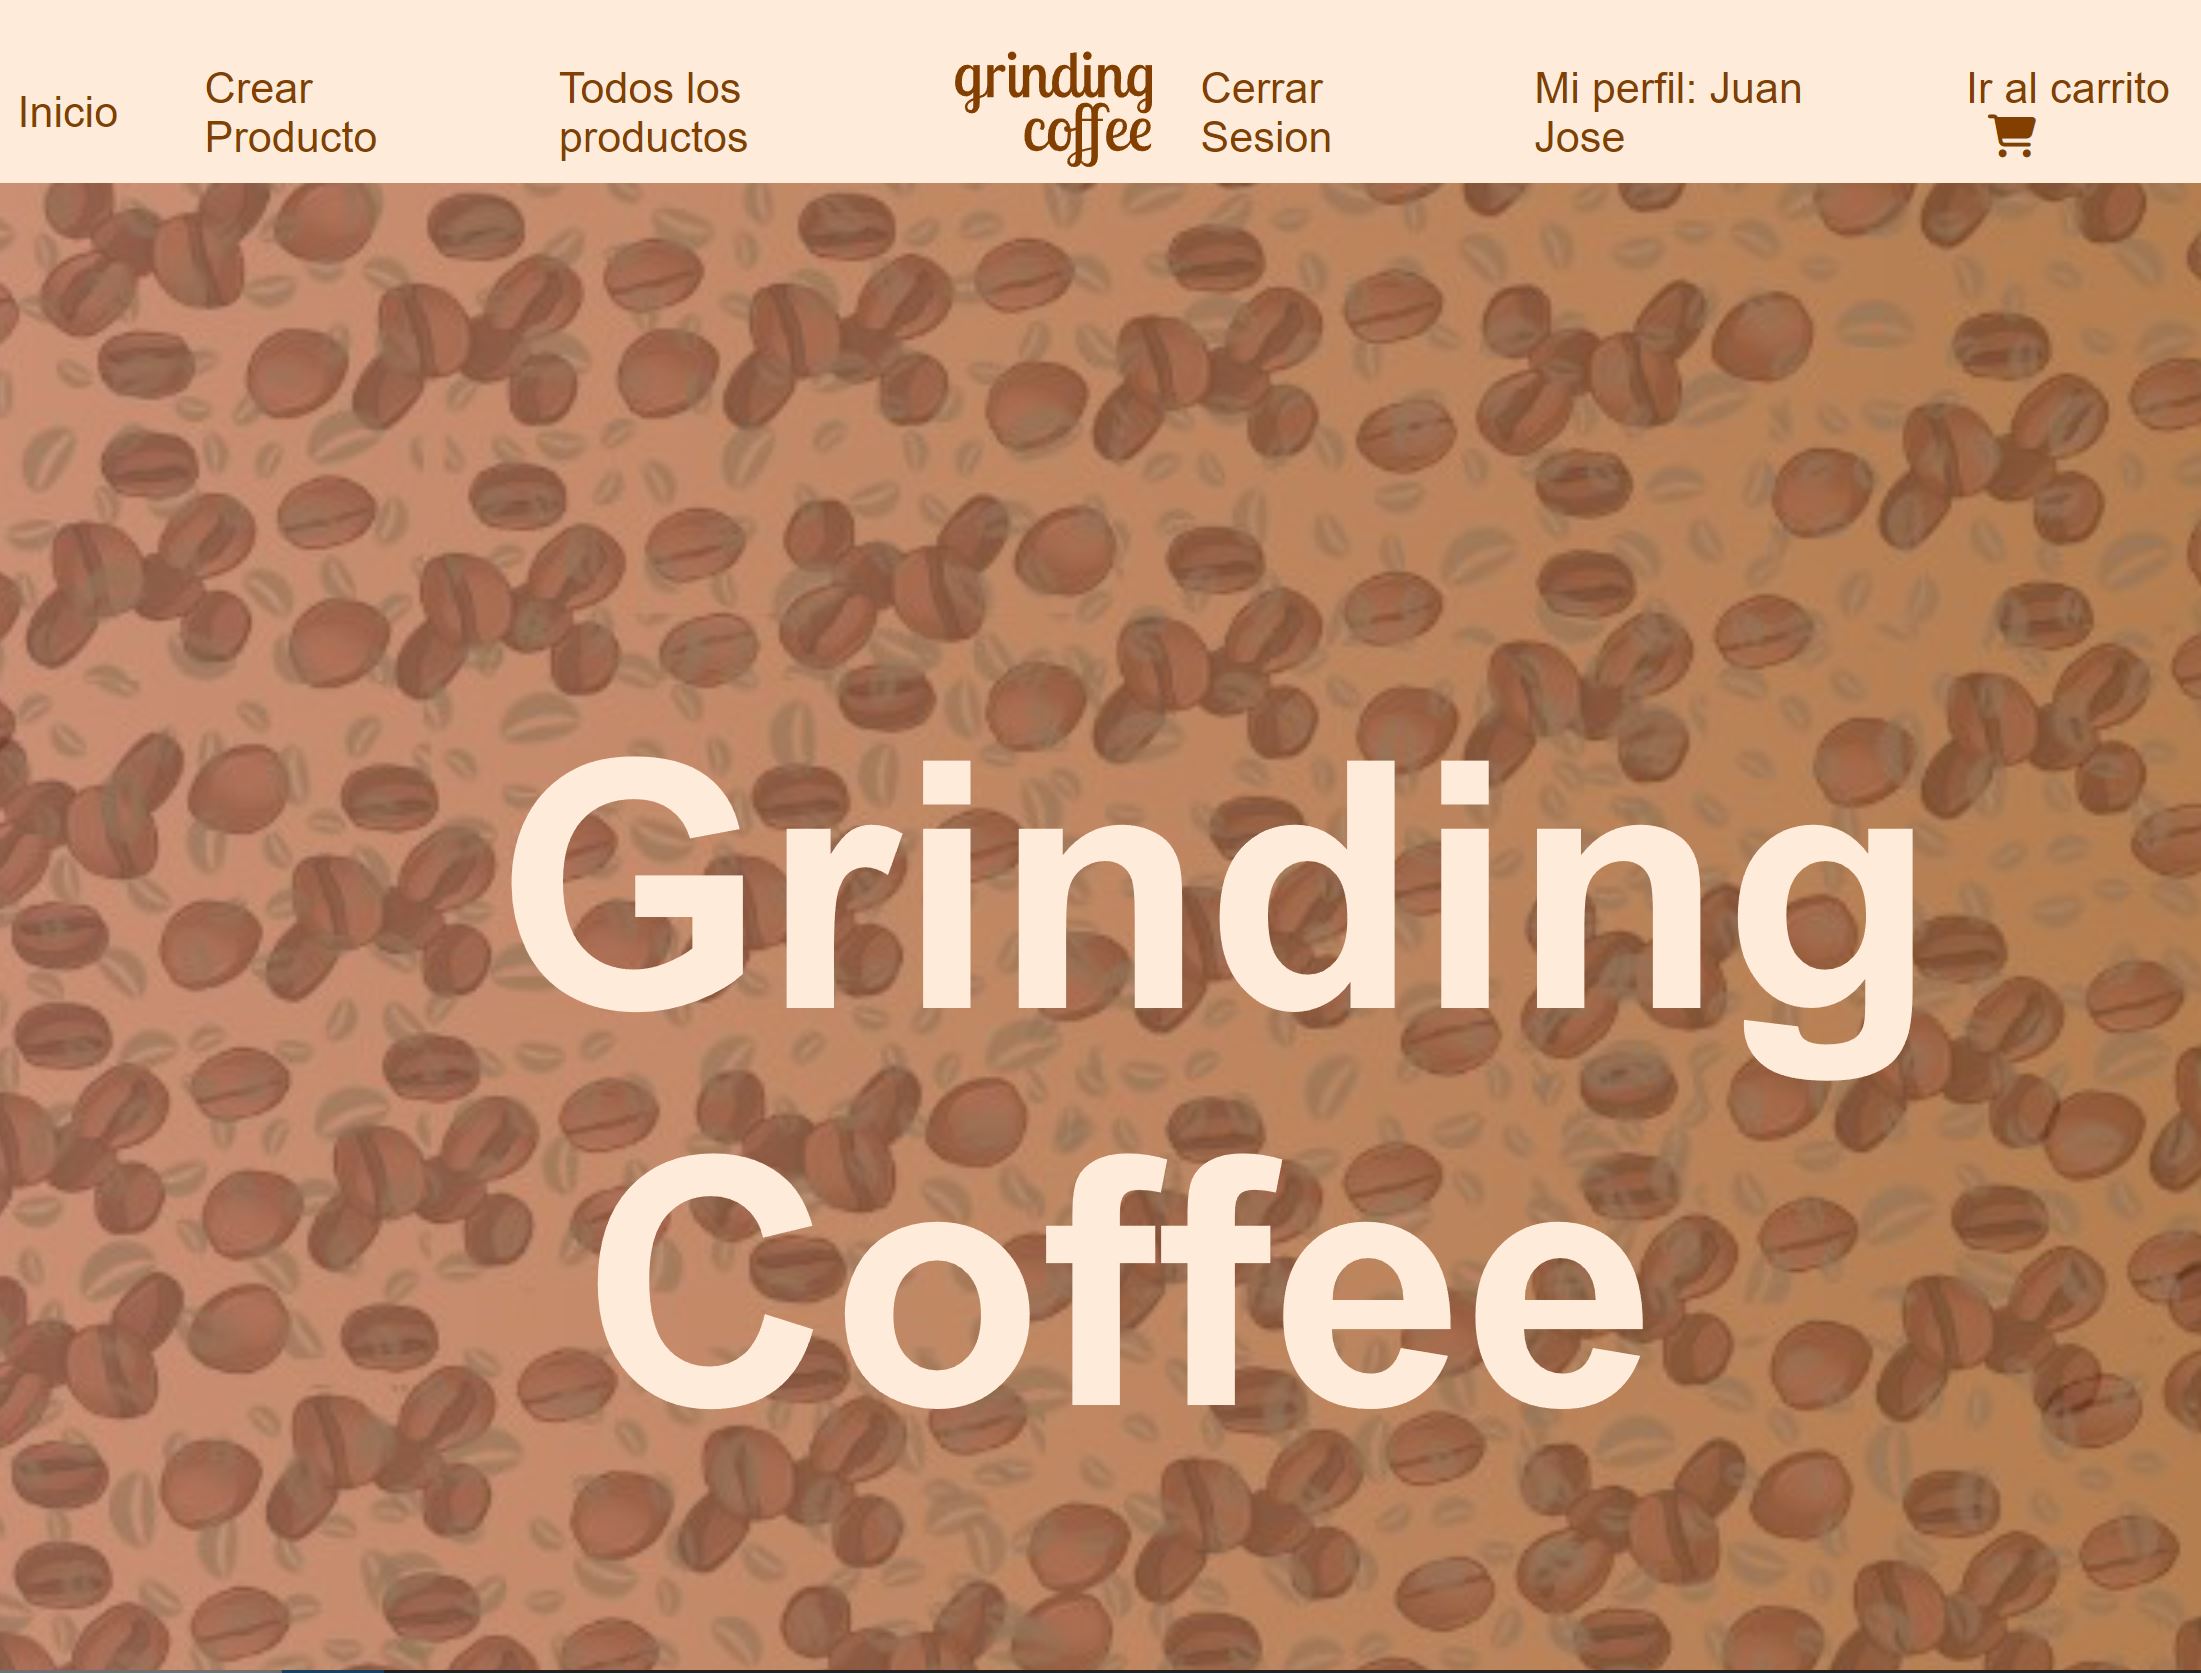 Inicio
Crear
Producto
Todos los
productos
grinding
coffee
Cerrar
Sesion
Mi perfil: Juan
Jose
Ir al carrito
Grinding
Coffee